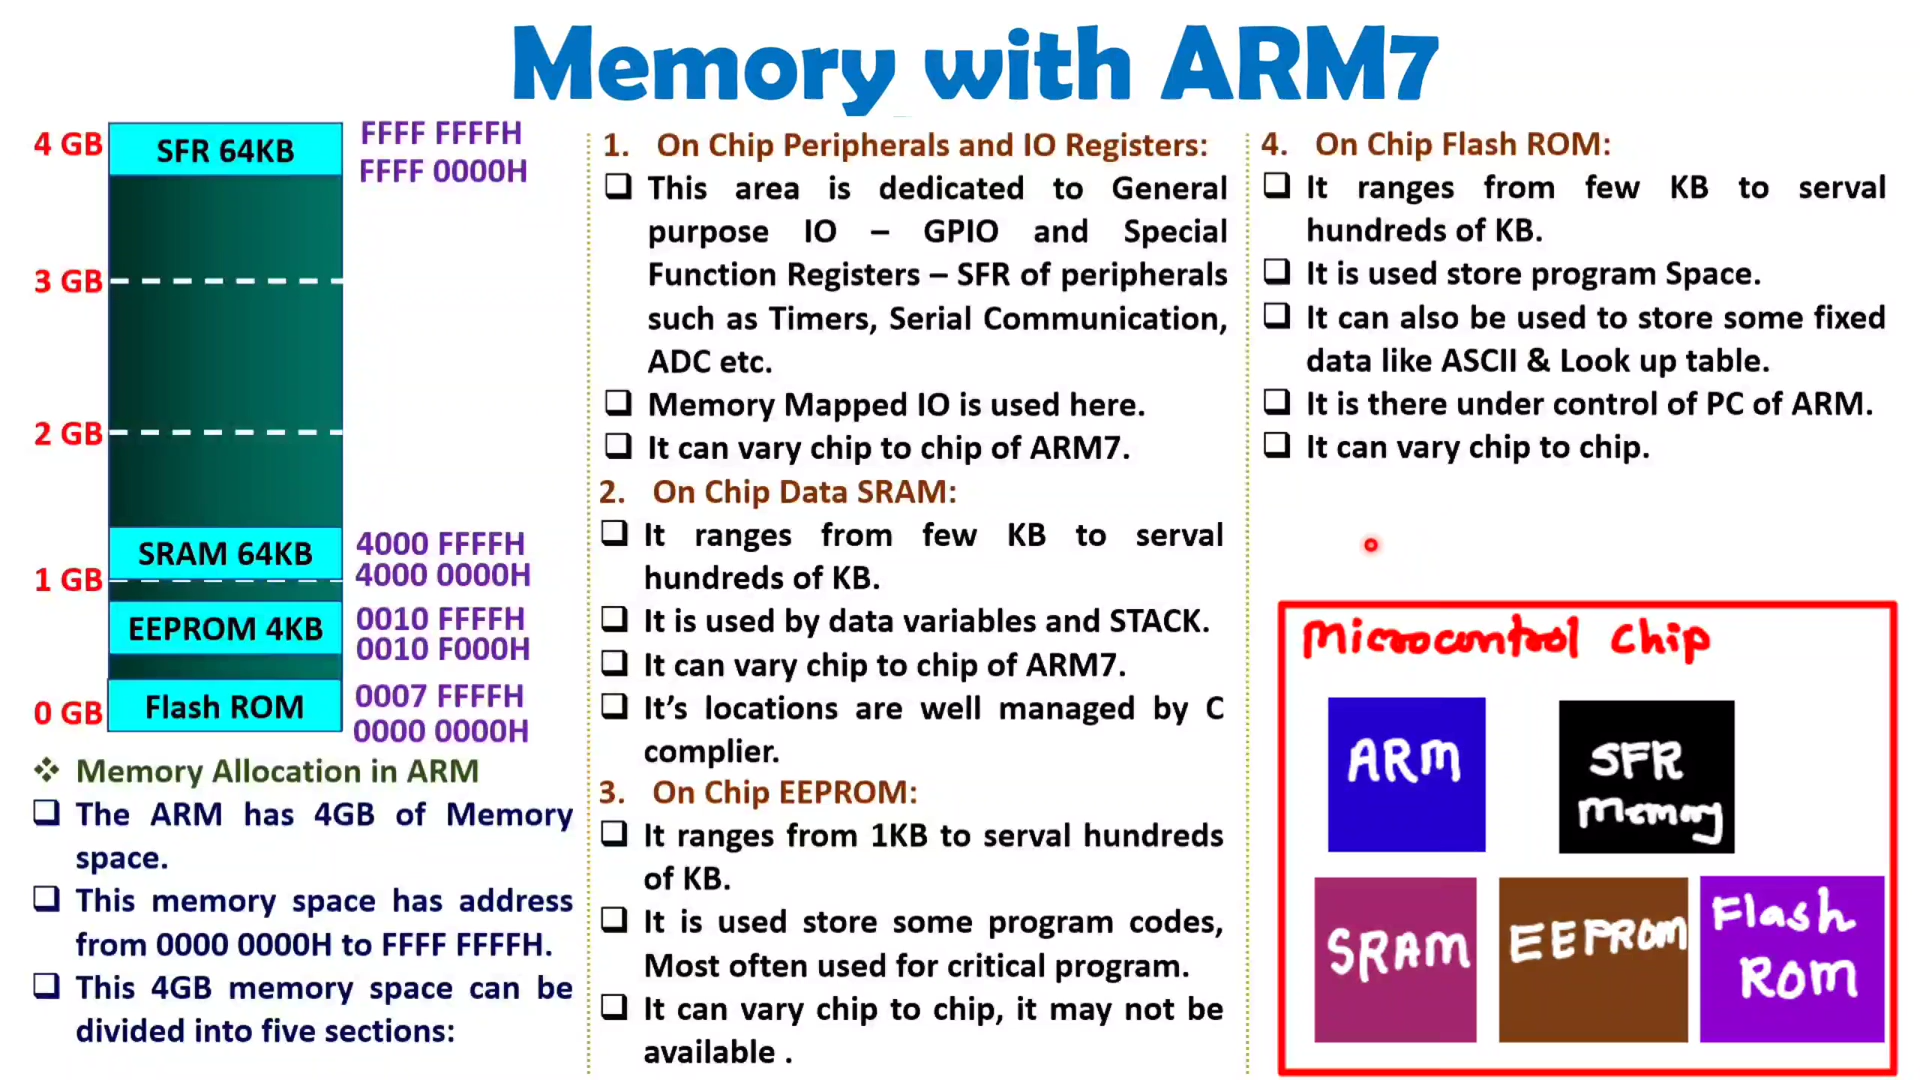 Memory with ARM7
4 GB
SFR 64KB
FFFF FFFFH
FFFF 0000H
3 GB
2 GB
SRAM 64KB
4000 FFFFH
1 GB
4000 0000H
EEPROM 4KB
0010 FFFFH
0010 F000H
0 GB
Flash ROM
0007 FFFFH
0000 0000H
❖ Memory Allocation in ARM
❑ The ARM has 4GB of Memory
space.
❑ This memory space has address
from 0000 0000H to FFFF FFFFH.
❑ This 4GB memory space can be
divided into five sections:
1. On Chip Peripherals and IO Registers:
❑ This area is dedicated to General
purpose IO – GPIO and Special
Function Registers – SFR of peripherals
such as Timers, Serial Communication,
ADC etc.
❑ Memory Mapped IO is used here.
❑ It can vary chip to chip of ARM7.
2. On Chip Data SRAM:
❑ It ranges from few KB to serval
hundreds of KB.
❑ It is used by data variables and STACK.
❑ It can vary chip to chip of ARM7.
❑ It’s locations are well managed by C
complier.
3. On Chip EEPROM:
❑ It ranges from 1KB to serval hundreds
of KB.
❑ It is used store some program codes,
Most often used for critical program.
❑ It can vary chip to chip, it may not be
available .
4. On Chip Flash ROM:
❑ It ranges from few KB to serval
hundreds of KB.
❑ It is used store program Space.
❑ It can also be used to store some fixed
data like ASCII & Look up table.
❑ It is there under control of PC of ARM.
❑ It can vary chip to chip.
Microcontrol Chip
ARM
SFR
Memory
SRAM
EEPROM
Flash
ROM